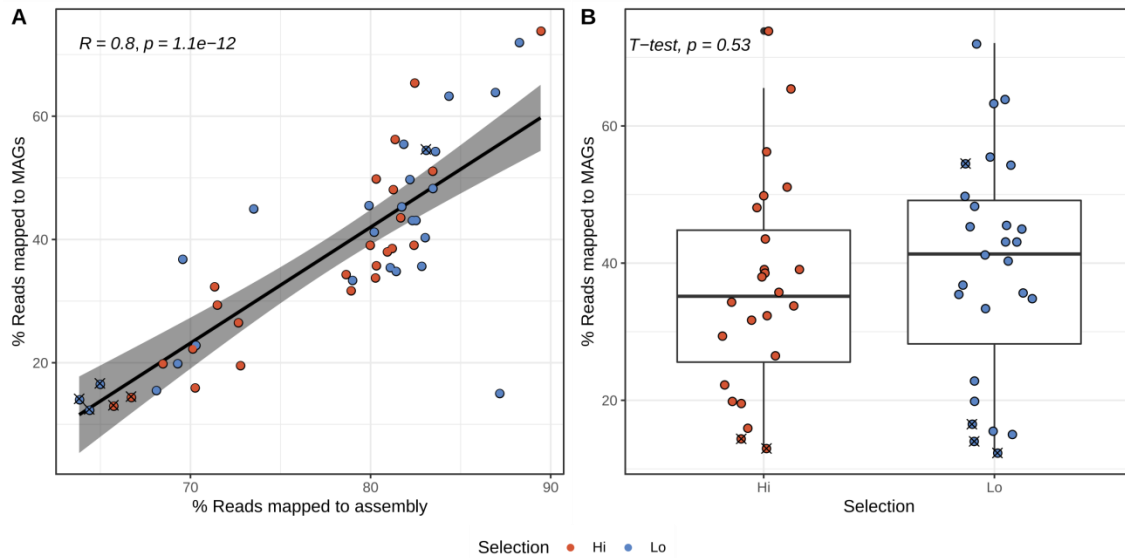 A
R = 0.8, p = 1.1e−12
% Reads mapped to MAGs
60
40
20
70
80
90
% Reads mapped to assembly
B
T−test, p = 0.53
% Reads mapped to MAGs
60
40
20
Hi
Lo
Selection
Selection Hi Lo